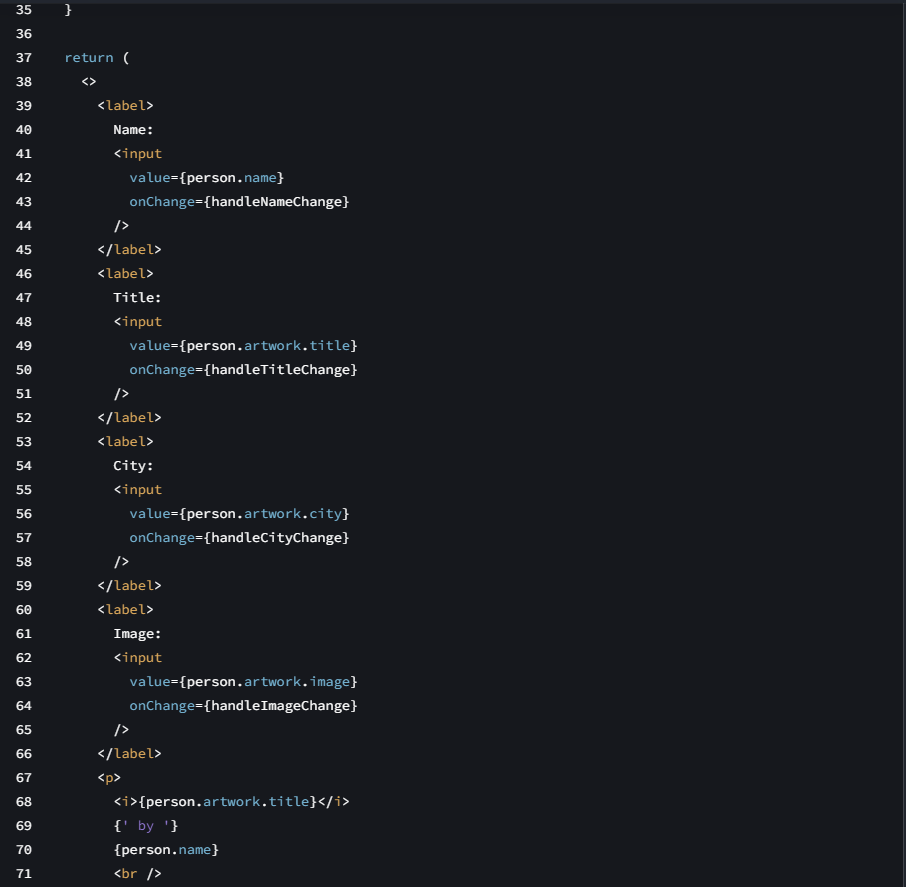 35    }
36
37    return (
38      <>
39        <label>
40          Name:
41          <input
42            value={person.name}
43            onChange={handleNameChange}
44          />
45        </label>
46        <label>
47          Title:
48          <input
49            value={person.artwork.title}
50            onChange={handleTitleChange}
51          />
52        </label>
53        <label>
54          City:
55          <input
56            value={person.artwork.city}
57            onChange={handleCityChange}
58          />
59        </label>
60        <label>
61          Image:
62          <input
63            value={person.artwork.image}
64            onChange={handleImageChange}
65          />
66        </label>
67        <p>
68          <i>{person.artwork.title}</i>
69          {' by '}
70          {person.name}
71          <br />